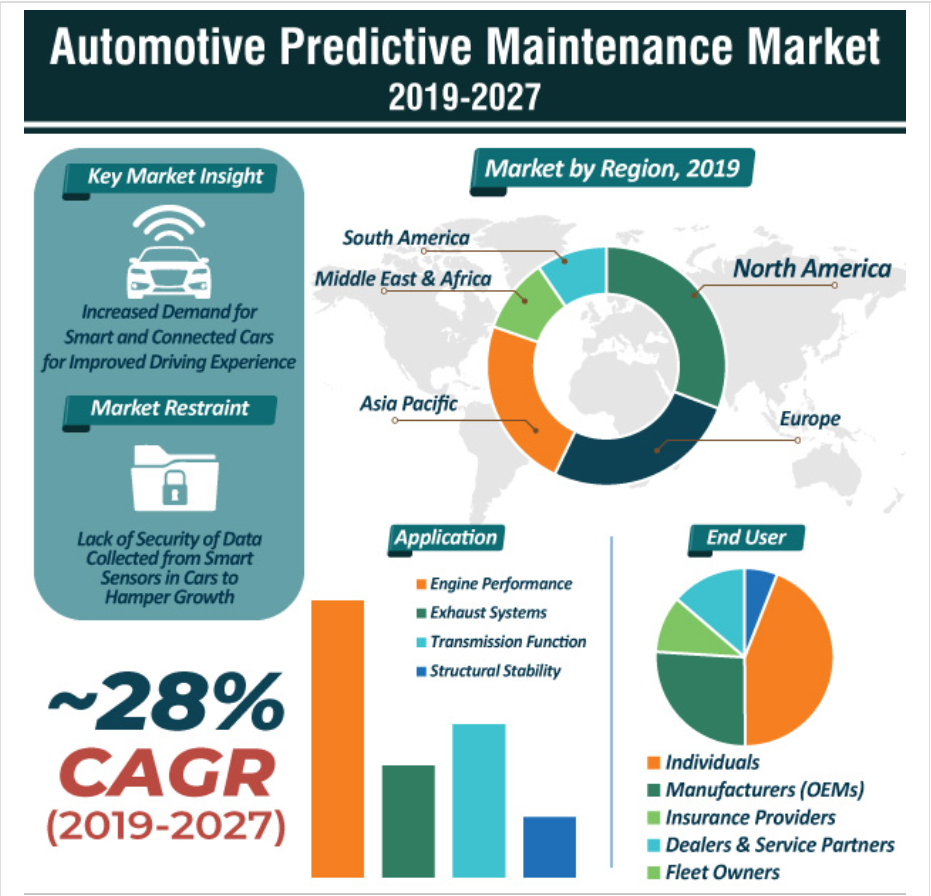 Automotive Predictive Maintenance Market
2019-2027
Key Market Insight
Increased Demand for
Smart and Connected Cars
for Improved Driving Experience
Market Restraint
Lack of Security of Data
Collected from Smart
Sensors in Cars to
Hamper Growth
~28%
CAGR
(2019-2027)
Market by Region, 2019
South America
Middle East & Africa
North America
Asia Pacific
Europe
Application
Engine Performance
Exhaust Systems
Transmission Function
Structural Stability
End User
Individuals
Manufacturers (OEMs)
Insurance Providers
Dealers & Service Partners
Fleet Owners